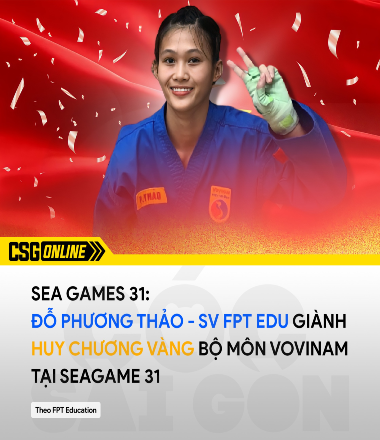 CSG ONLINE
SEA GAMES 31:
ĐỖ PHƯƠNG THẢO - SV FPT EDU GIÀNH
HUY CHƯƠNG VÀNG BỘ MÔN VOVINAM
TẠI SEAGAME 31
Theo FPT Education